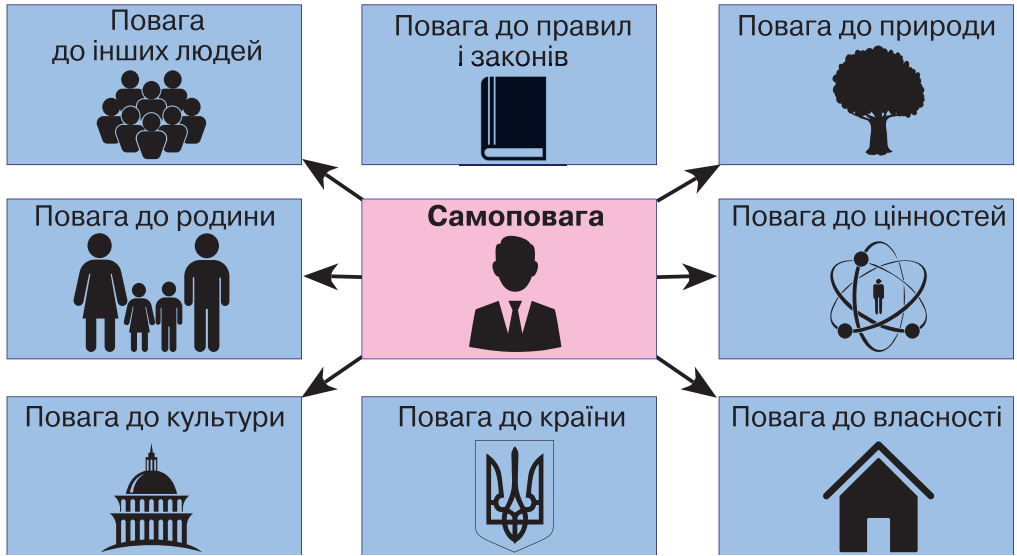 Повага
до інших людей
Повага до правил
і законів
Повага до природи
Повага до родини
Самоповага
Повага до цінностей
Повага до культури
Повага до країни
Повага до власності